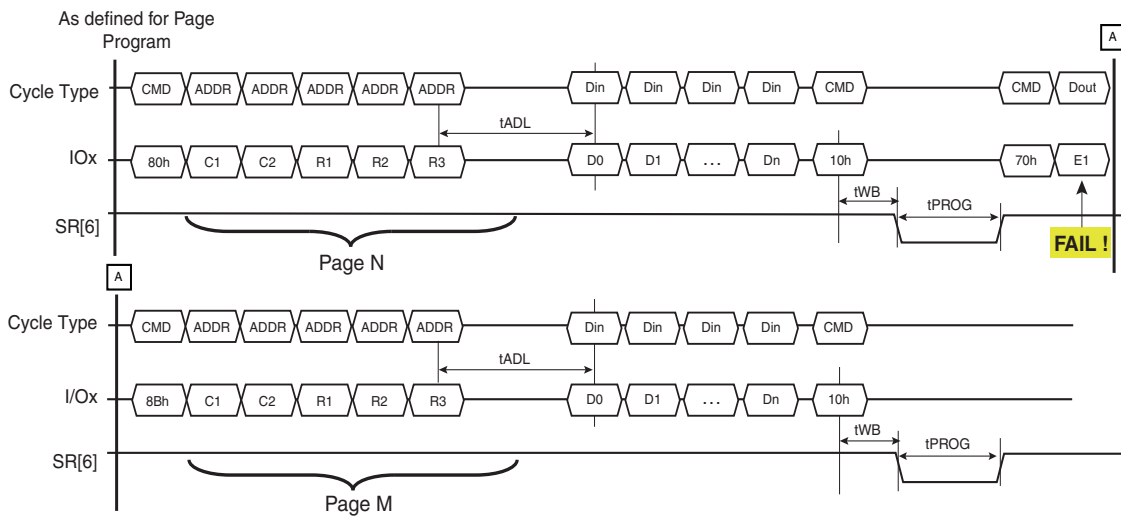 As defined for Page
Program
A
Cycle Type CMD ADDR ADDR ADDR ADDR ADDR Din Din Din Din CMD CMD Dout
tADL
IOx 80h C1 C2 R1 R2 R3 D0 D1 ... Dn 10h 70h E1
tWB tPROG
SR[6]
FAIL !
Page N
A
Cycle Type CMD ADDR ADDR ADDR ADDR ADDR Din Din Din Din CMD
tADL
I/Ox 8Bh C1 C2 R1 R2 R3 D0 D1 ... Dn 10h
tWB tPROG
SR[6]
Page M